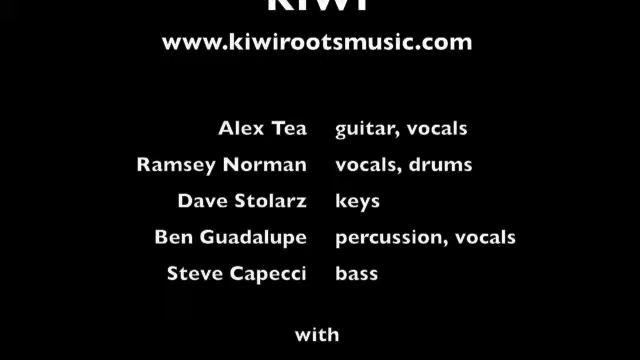 KIWI
www.kiwirootsmusic.com
Alex Tea guitar, vocals
Ramsey Norman vocals, drums
Dave Stolarz keys
Ben Guadalupe percussion, vocals
Steve Capecci bass
with